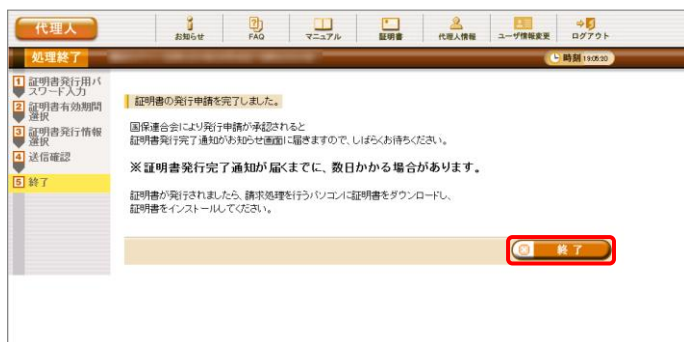 代理人
お知らせ
FAQ
マニュアル
証明書
代理人情報
ユーザ情報変更
ログアウト
処理終了
時刻 19:05:30
1 証明書発行用パスワード入力
2 証明書有効期間選択
3 証明書発行情報選択
4 送信確認
5 終了
証明書の発行申請を完了しました。
国保連合会により発行申請が承認されると
証明書発行完了通知がお知らせ画面に届きますので、しばらくお待ちください。
※証明書発行完了通知が届くまでに、数日かかる場合があります。
証明書が発行されましたら、請求処理を行うパソコンに証明書をダウンロードし、
証明書をインストールしてください。
終了